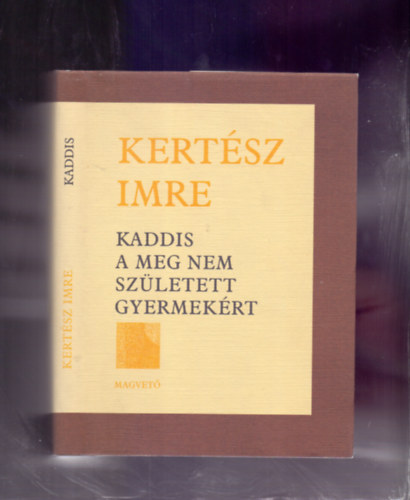 KERTÉSZ
IMRE
KADDIS
A MEG NEM
SZÜLETETT
GYERMEKÉRT
MAGVETŐ
KERTÉSZ IMRE
KADDIS